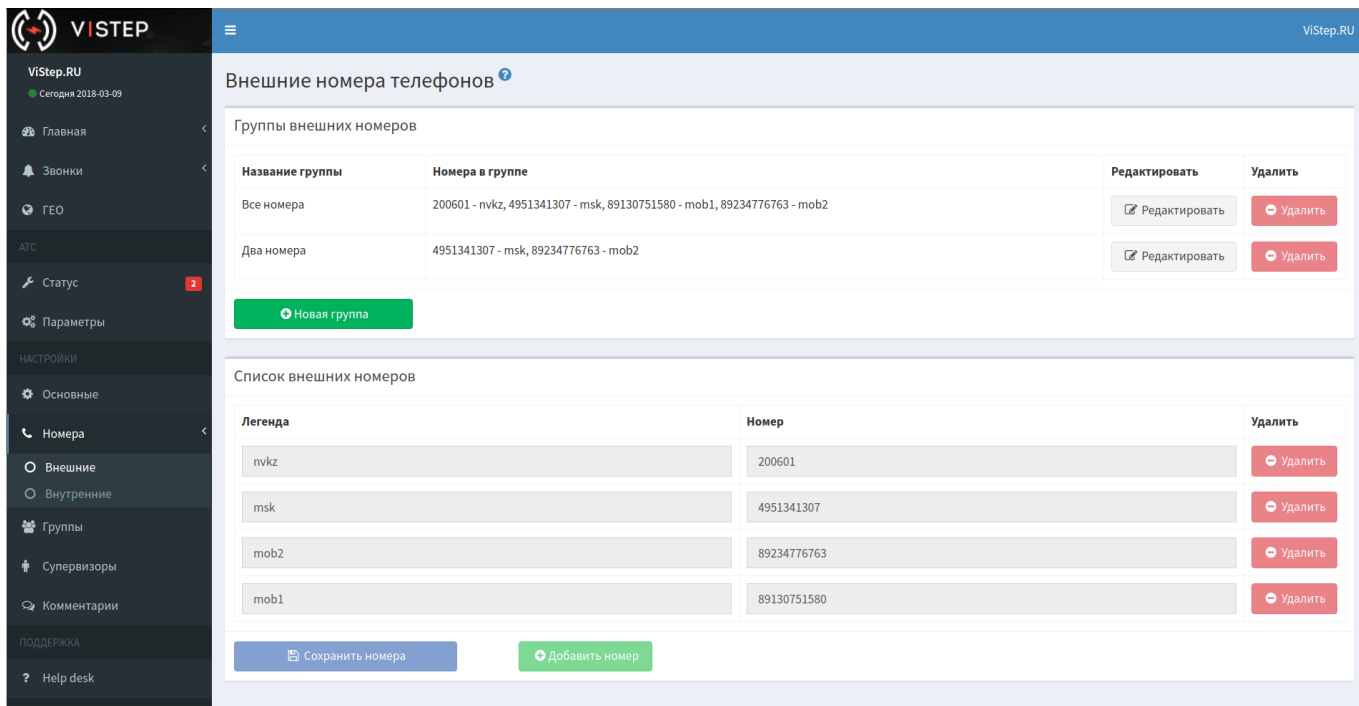 VISTEP
ViStep.RU
ViStep.RU
Сегодня 2018-03-09
Главная
Звонки
ГЕО
АТС
Статус 2
Параметры
НАСТРОЙКИ
Основные
Номера
Внешние
Внутренние
Группы
Супервизоры
Комментарии
ПОДДЕРЖКА
? Help desk
Внешние номера телефонов ?
Группы внешних номеров
Название группы Номера в группе Редактировать Удалить
Все номера 200601 - nvkz, 4951341307 - msk, 89130751580 - mob1, 89234776763 - mob2 Редактировать Удалить
Два номера 4951341307 - msk, 89234776763 - mob2 Редактировать Удалить
Новая группа
Список внешних номеров
Легенда Номер Удалить
nvkz 200601 Удалить
msk 4951341307 Удалить
mob2 89234776763 Удалить
mob1 89130751580 Удалить
Сохранить номера Добавить номер